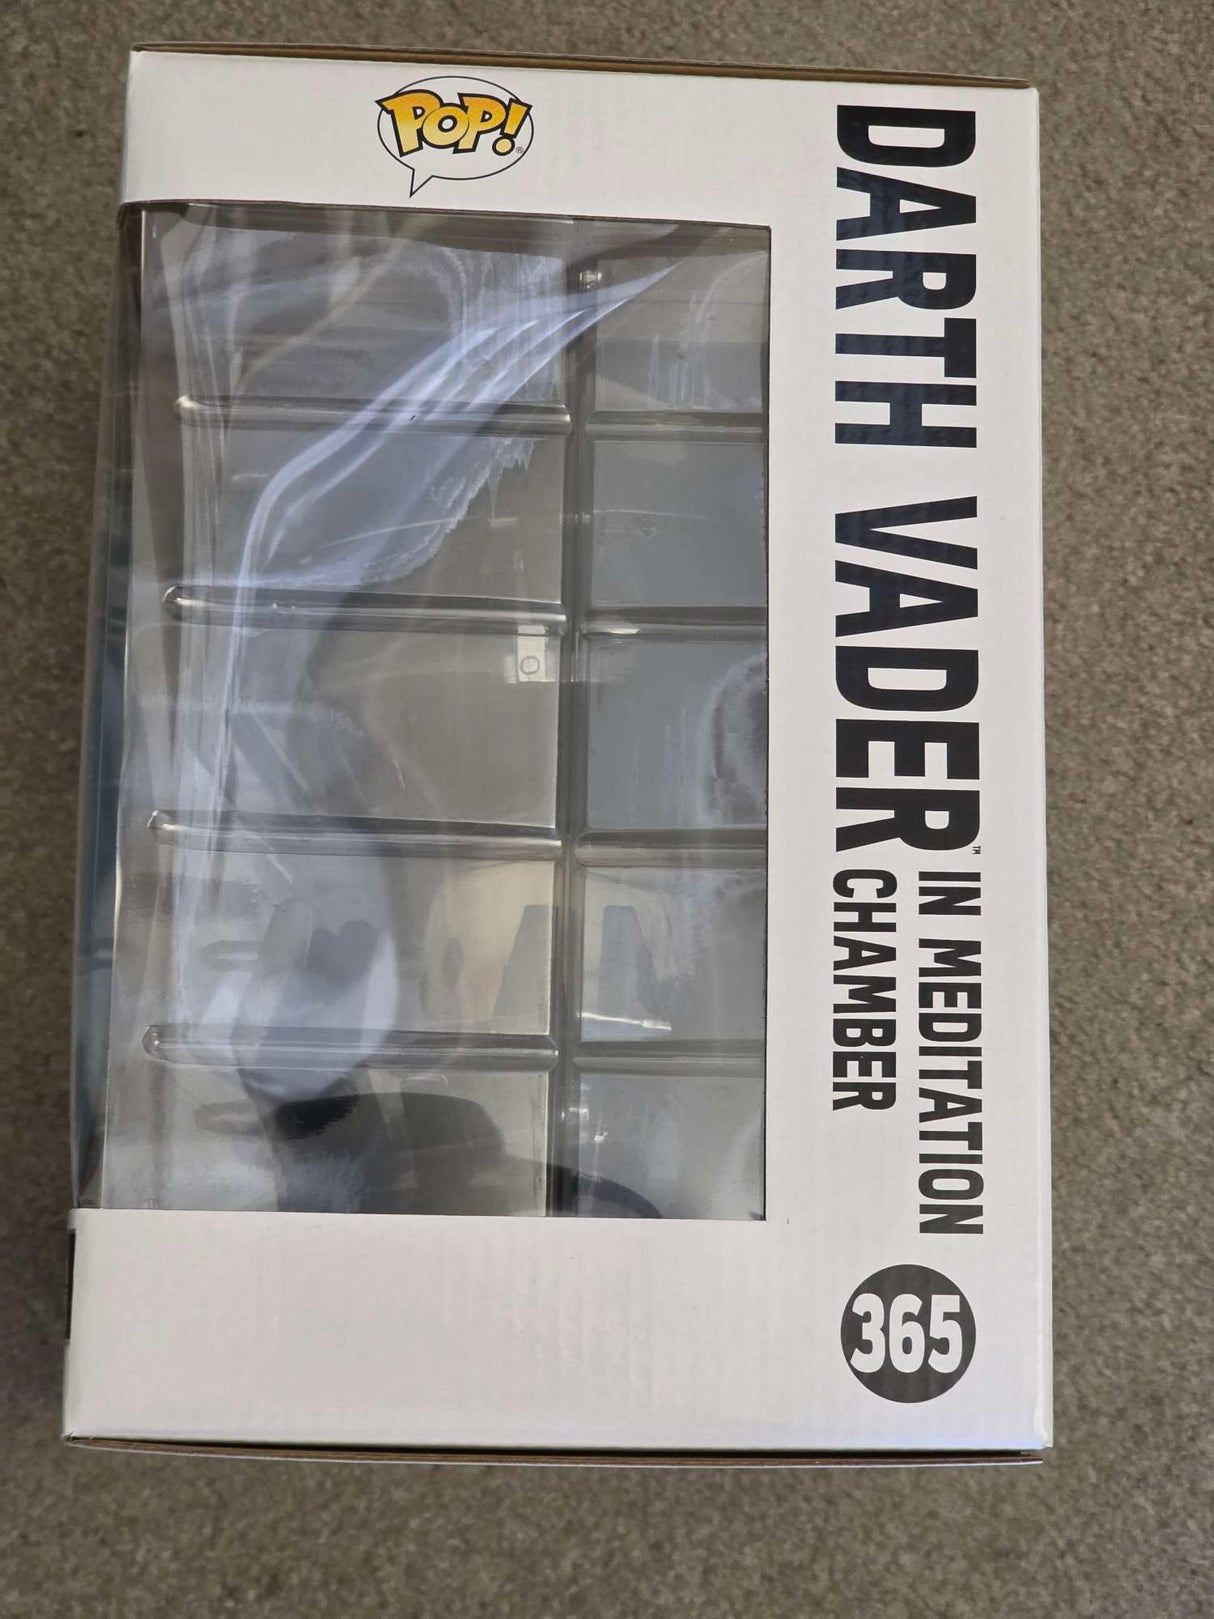 POP!®
DARTH VADER™ IN MEDITATION
CHAMBER
365